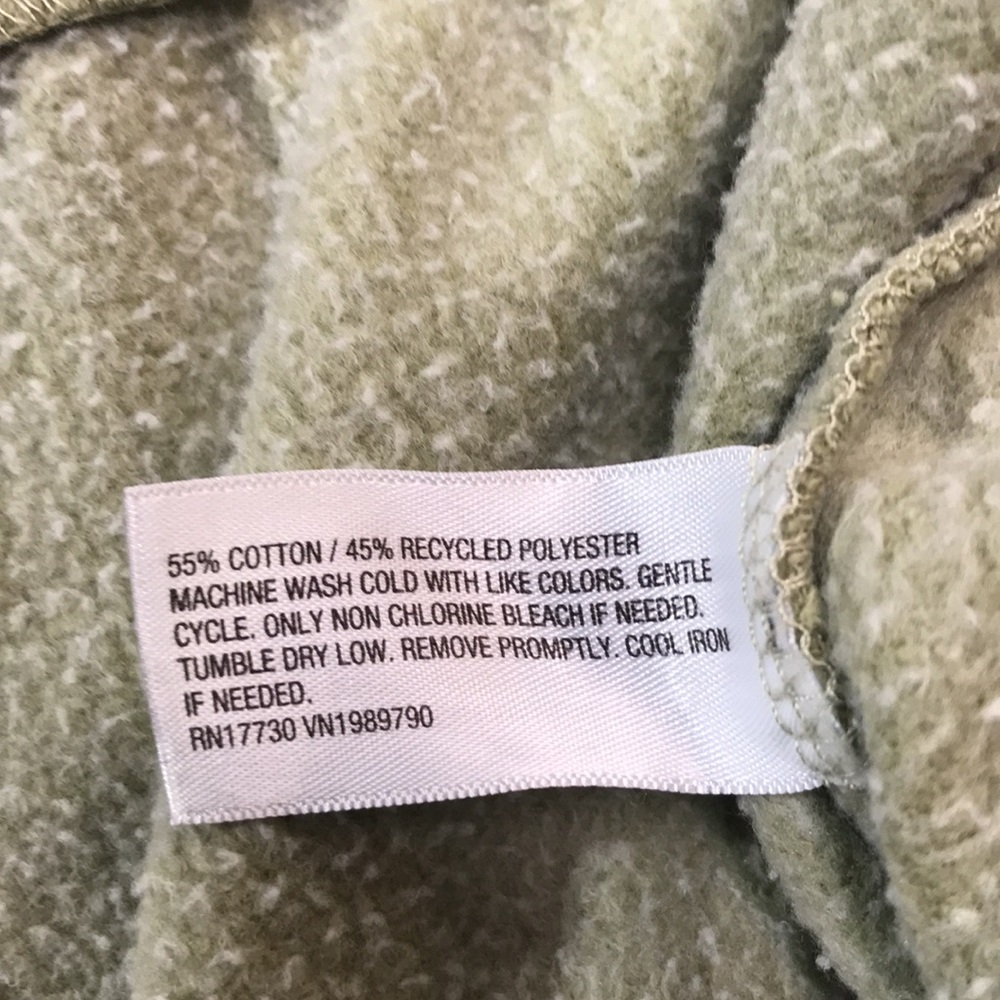 55% COTTON / 45% RECYCLED POLYESTER
MACHINE WASH COLD WITH LIKE COLORS. GENTLE
CYCLE. ONLY NON CHLORINE BLEACH IF NEEDED.
TUMBLE DRY LOW. REMOVE PROMPTLY. COOL IRON
IF NEEDED.
RN17730 VN1989790